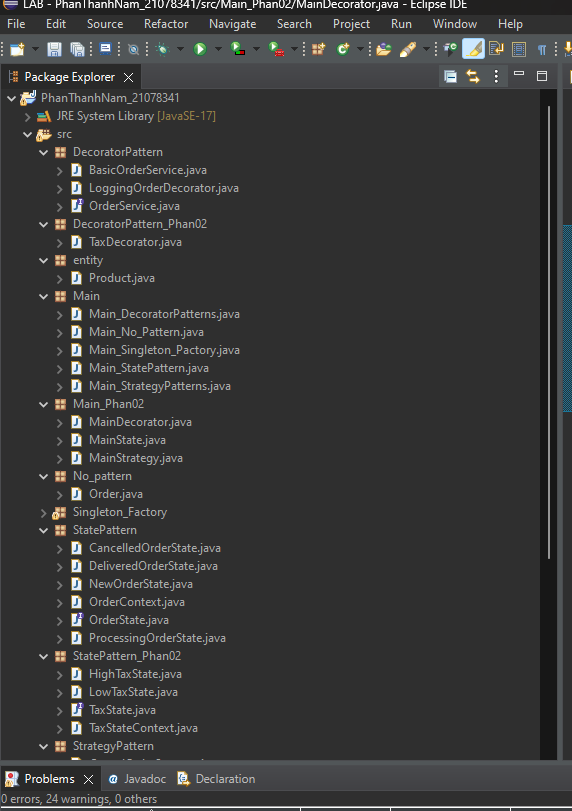 LAB - PhanThanhNam_21078341/src/Main_Phan02/MainDecorator.java - Eclipse IDE
File Edit Source Refactor Navigate Search Project Run Window Help
Package Explorer
PhanThanhNam_21078341
JRE System Library [JavaSE-17]
src
DecoratorPattern
BasicOrderService.java
LoggingOrderDecorator.java
OrderService.java
DecoratorPattern_Phan02
TaxDecorator.java
entity
Product.java
Main
Main_DecoratorPatterns.java
Main_No_Pattern.java
Main_Singleton_Pactory.java
Main_StatePattern.java
Main_StrategyPatterns.java
Main_Phan02
MainDecorator.java
MainState.java
MainStrategy.java
No_pattern
Order.java
Singleton_Factory
StatePattern
CancelledOrderState.java
DeliveredOrderState.java
NewOrderState.java
OrderContext.java
OrderState.java
ProcessingOrderState.java
StatePattern_Phan02
HighTaxState.java
LowTaxState.java
TaxState.java
TaxStateContext.java
StrategyPattern
Problems Javadoc Declaration
0 errors, 24 warnings, 0 others